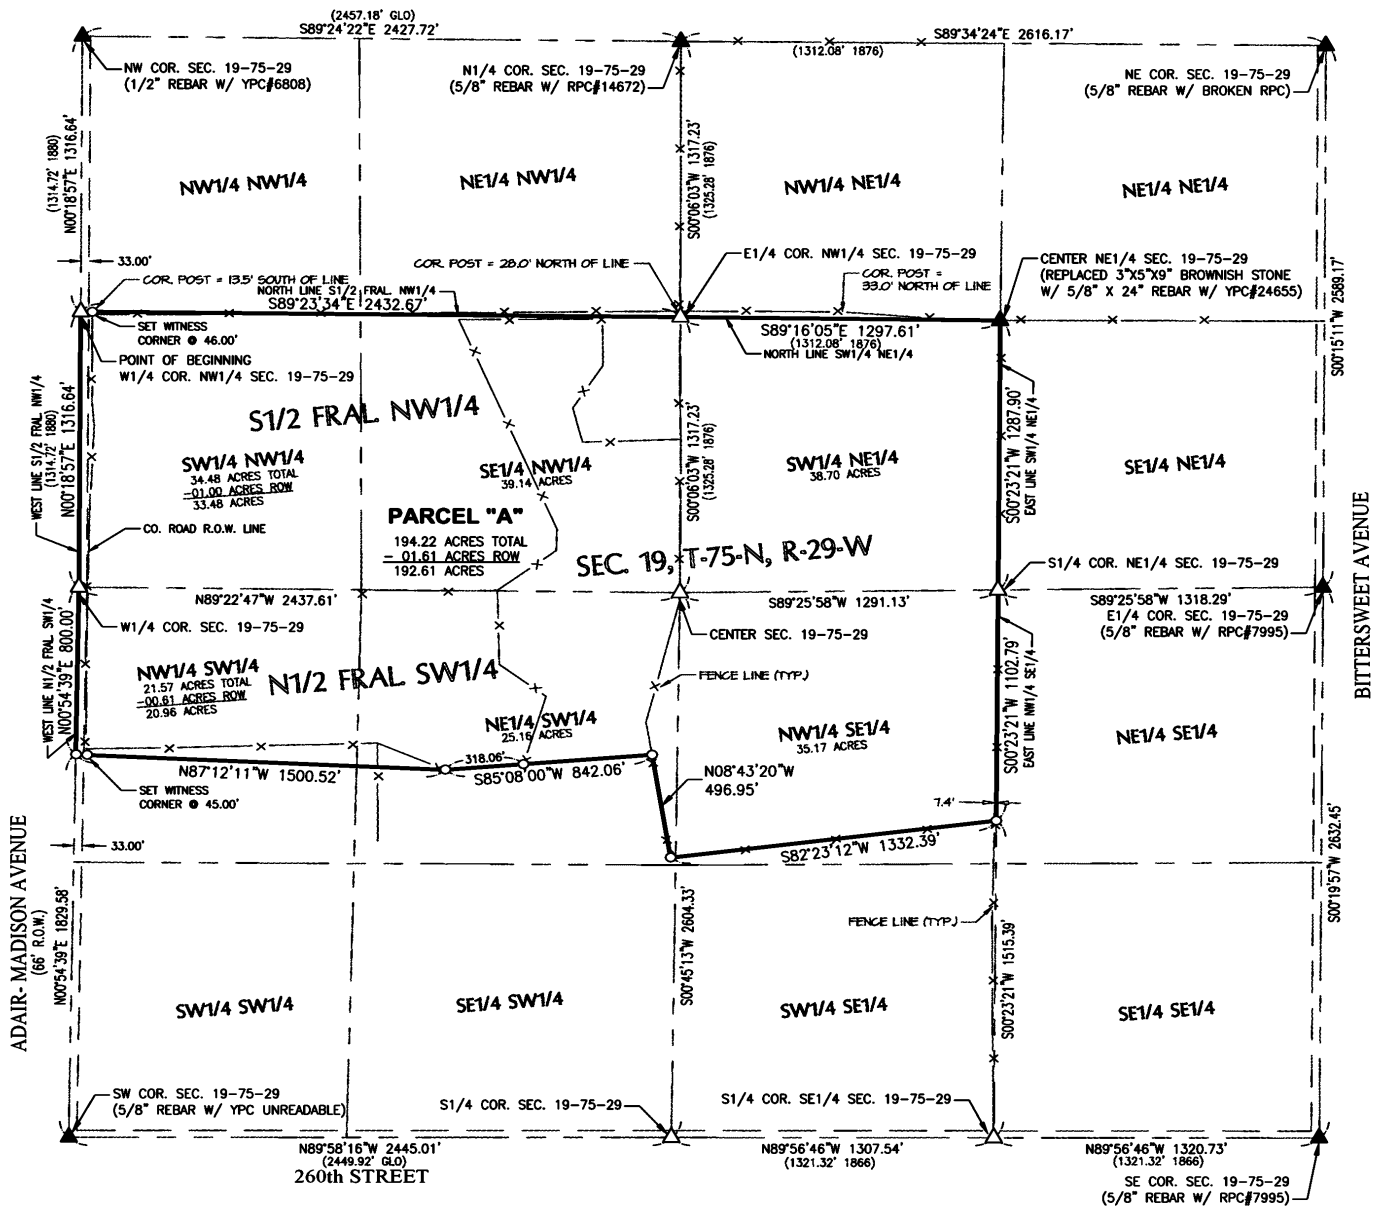 (2457.18' GLO)
S89°24'22"E 2427.72'
S89°34'24"E 2616.17'
(1312.08' 1876)
NW COR. SEC. 19-75-29
(1/2" REBAR W/ YPC#6808)
N1/4 COR. SEC. 19-75-29
(5/8" REBAR W/ RPC#14672)
NE COR. SEC. 19-75-29
(5/8" REBAR W/ BROKEN RPC)
(1314.72' 1880)
N00°18'57"E 1316.64'
S00°06'03"W 1317.23'
(1325.28' 1876)
NW1/4 NW1/4
NE1/4 NW1/4
NW1/4 NE1/4
NE1/4 NE1/4
33.00'
COR. POST = 13.5' SOUTH OF LINE
COR. POST = 28.0' NORTH OF LINE
E1/4 COR. NW1/4 SEC. 19-75-29
COR. POST =
33.0' NORTH OF LINE
CENTER NE1/4 SEC. 19-75-29
(REPLACED 3"X5"X9" BROWNISH STONE
W/ 5/8" X 24" REBAR W/ YPC#24655)
S00°15'11"W 2589.17'
NORTH LINE S1/2 FRAL. NW1/4
S89°23'34"E 2432.67'
SET WITNESS
CORNER @ 46.00'
S89°16'05"E 1297.61'
(1312.08' 1876)
NORTH LINE SW1/4 NE1/4
POINT OF BEGINNING
W1/4 COR. NW1/4 SEC. 19-75-29
WEST LINE S1/2 FRAL. NW1/4
(1314.72' 1880)
N00°18'57"E 1316.64'
S1/2 FRAL. NW1/4
SW1/4 NW1/4
34.48 ACRES TOTAL
-01.00 ACRES ROW
33.48 ACRES
SE1/4 NW1/4
39.14 ACRES
S00°06'03"W 1317.23'
(1325.28' 1876)
SW1/4 NE1/4
38.70 ACRES
S00°23'21"W 1287.90'
EAST LINE SW1/4 NE1/4
SE1/4 NE1/4
CO. ROAD R.O.W. LINE
PARCEL "A"
194.22 ACRES TOTAL
- 01.61 ACRES ROW
192.61 ACRES
SEC. 19, T-75-N, R-29-W
BITTERSWEET AVENUE
S1/4 COR. NE1/4 SEC. 19-75-29
N89°22'47"W 2437.61'
S89°25'58"W 1291.13'
S89°25'58"W 1318.29'
E1/4 COR. SEC. 19-75-29
(5/8" REBAR W/ RPC#7995)
W1/4 COR. SEC. 19-75-29
CENTER SEC. 19-75-29
WEST LINE N1/2 FRAL. SW1/4
N00°54'39"E 800.00'
NW1/4 SW1/4
21.57 ACRES TOTAL
-00.61 ACRES ROW
20.96 ACRES
N1/2 FRAL. SW1/4
FENCE LINE (TYP.)
NE1/4 SW1/4
25.16 ACRES
NW1/4 SE1/4
35.17 ACRES
S00°23'21"W 1102.79'
EAST LINE NW1/4 SE1/4
NE1/4 SE1/4
318.06'
N87°12'11"W 1500.52'
S85°08'00"W 842.06'
N08°43'20"W
496.95'
SET WITNESS
CORNER @ 45.00'
7.4'
33.00'
S82°23'12"W 1332.39'
ADAIR- MADISON AVENUE
(66' R.O.W.)
N00°54'39"E 1829.58'
S00°45'13"W 2604.33'
FENCE LINE (TYP.)
S00°23'21"W 1515.39'
S00°19'57"W 2632.45'
SW1/4 SW1/4
SE1/4 SW1/4
SW1/4 SE1/4
SE1/4 SE1/4
SW COR. SEC. 19-75-29
(5/8" REBAR W/ YPC UNREADABLE)
S1/4 COR. SEC. 19-75-29
S1/4 COR. SE1/4 SEC. 19-75-29
N89°58'16"W 2445.01'
(2449.92' GLO)
260th STREET
N89°56'46"W 1307.54'
(1321.32' 1866)
N89°56'46"W 1320.73'
(1321.32' 1866)
SE COR. SEC. 19-75-29
(5/8" REBAR W/ RPC#7995)